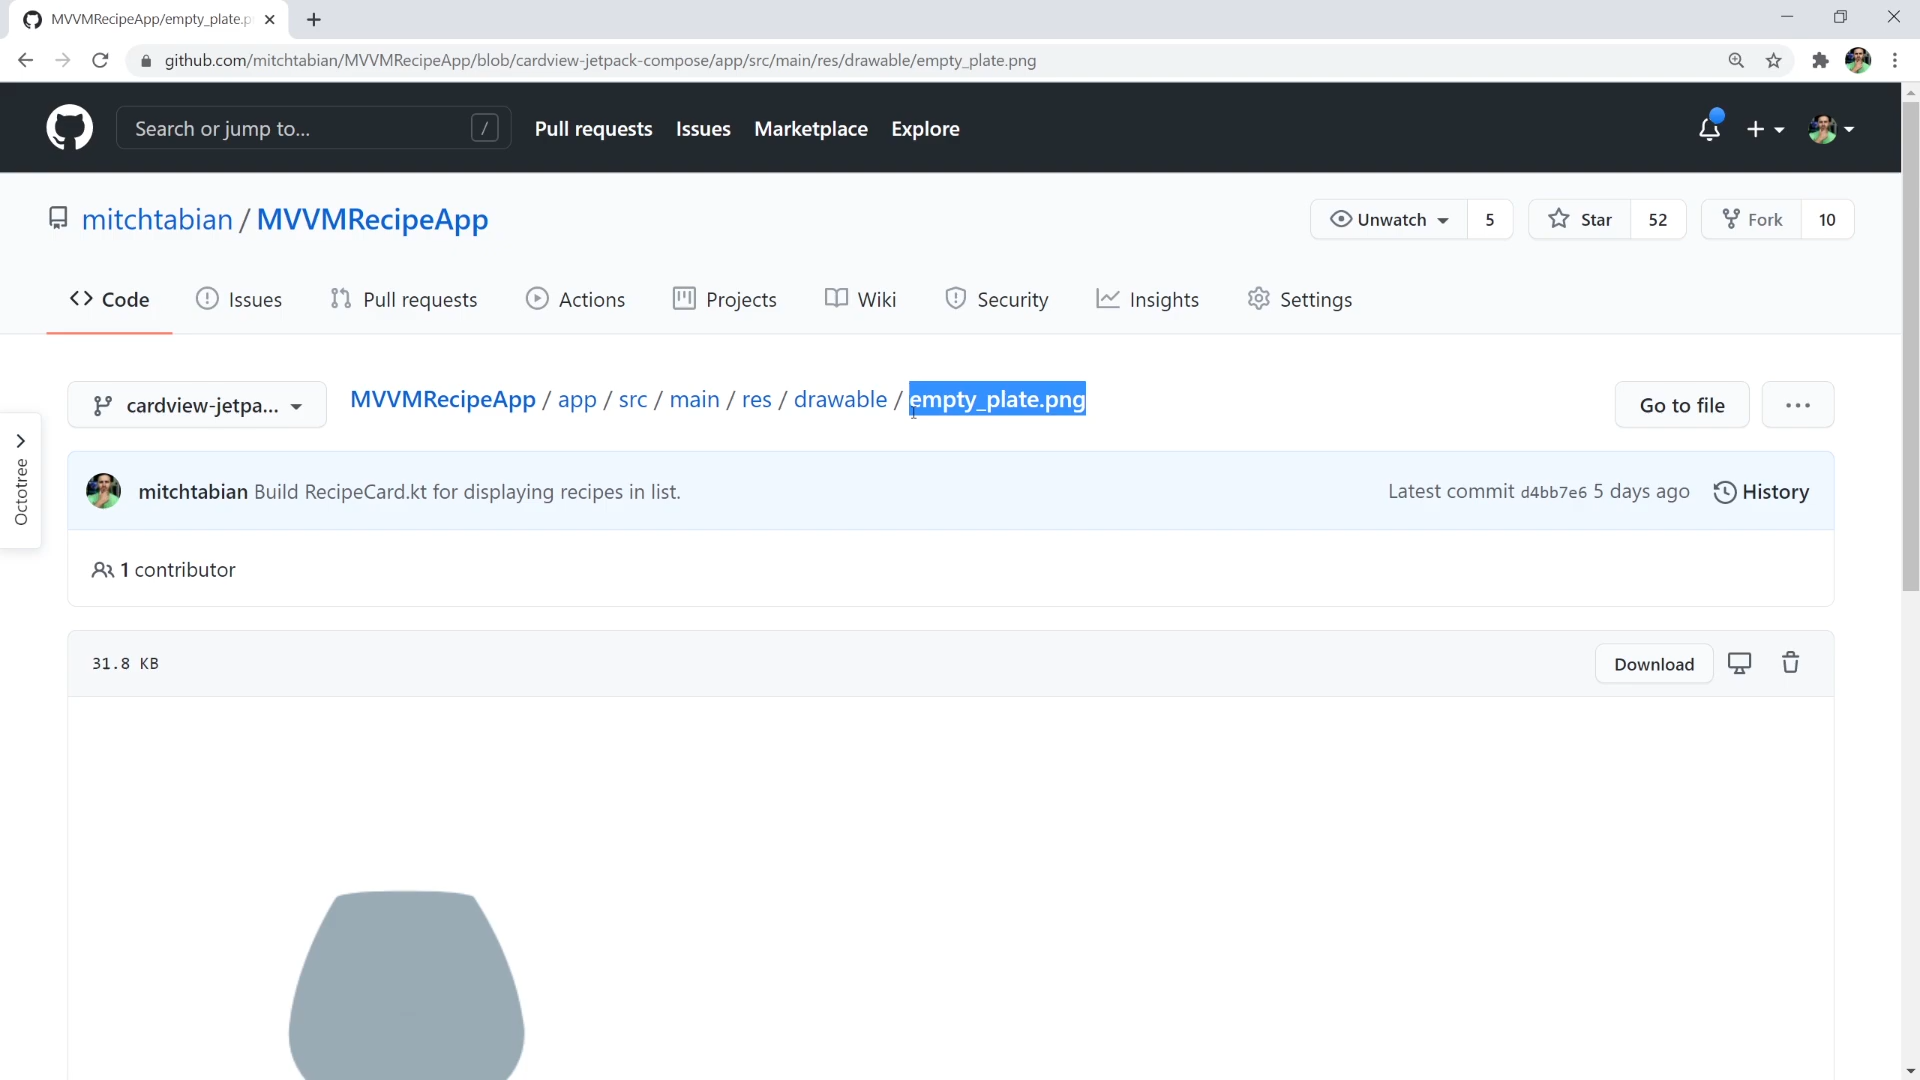 MVVMRecipeApp/empty_plate.p
github.com/mitchtabian/MVVMRecipeApp/blob/cardview-jetpack-compose/app/src/main/res/drawable/empty_plate.png
Search or jump to... / Pull requests Issues Marketplace Explore
mitchtabian / MVVMRecipeApp Unwatch 5 Star 52 Fork 10
Code Issues Pull requests Actions Projects Wiki Security Insights Settings
cardview-jetpa... MVVMRecipeApp / app / src / main / res / drawable / empty_plate.png Go to file ...
Octotree
mitchtabian Build RecipeCard.kt for displaying recipes in list. Latest commit d4bb7e6 5 days ago History
1 contributor
31.8 KB Download